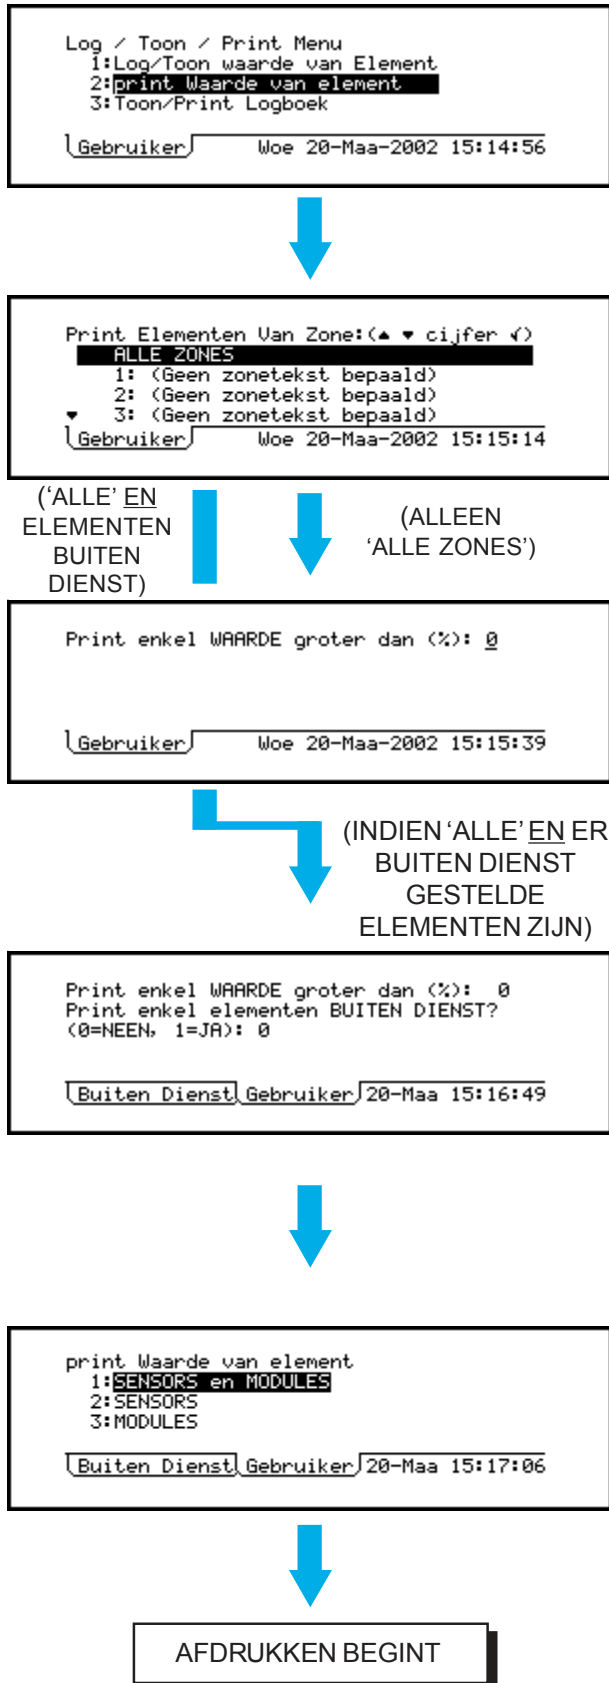 Log / Toon / Print Menu
1:Log/Toon waarde van Element
2:print Waarde van element
3:Toon/Print Logboek
Gebruiker Woe 20-Maa-2002 15:14:56
Print Elementen Van Zone:(▲ ▼ cijfer √)
ALLE ZONES
1: (Geen zonetekst bepaald)
2: (Geen zonetekst bepaald)
▼ 3: (Geen zonetekst bepaald)
Gebruiker Woe 20-Maa-2002 15:15:14
(‘ALLE’ EN
ELEMENTEN
BUITEN
DIENST)
(ALLEEN
‘ALLE ZONES’)
Print enkel WAARDE groter dan (%): 0
Gebruiker Woe 20-Maa-2002 15:15:39
(INDIEN ‘ALLE’ EN ER
BUITEN DIENST
GESTELDE
ELEMENTEN ZIJN)
Print enkel WAARDE groter dan (%): 0
Print enkel elementen BUITEN DIENST?
(0=NEEN, 1=JA): 0
Buiten Dienst Gebruiker 20-Maa 15:16:49
print Waarde van element
1:SENSORS en MODULES
2:SENSORS
3:MODULES
Buiten Dienst Gebruiker 20-Maa 15:17:06
AFDRUKKEN BEGINT